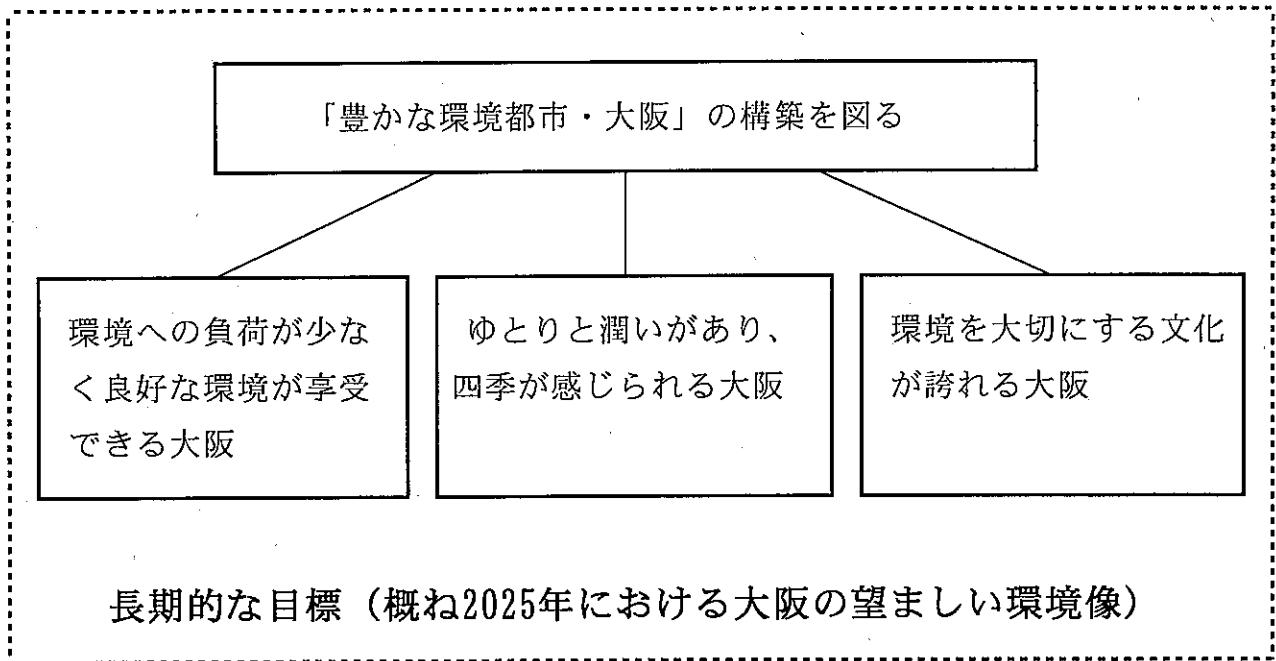 「豊かな環境都市・大阪」の構築を図る
環境への負荷が少な
く良好な環境が享受
できる大阪
ゆとりと潤いがあり、
四季が感じられる大阪
環境を大切にする文化
が誇れる大阪
長期的な目標（概ね2025年における大阪の望ましい環境像）